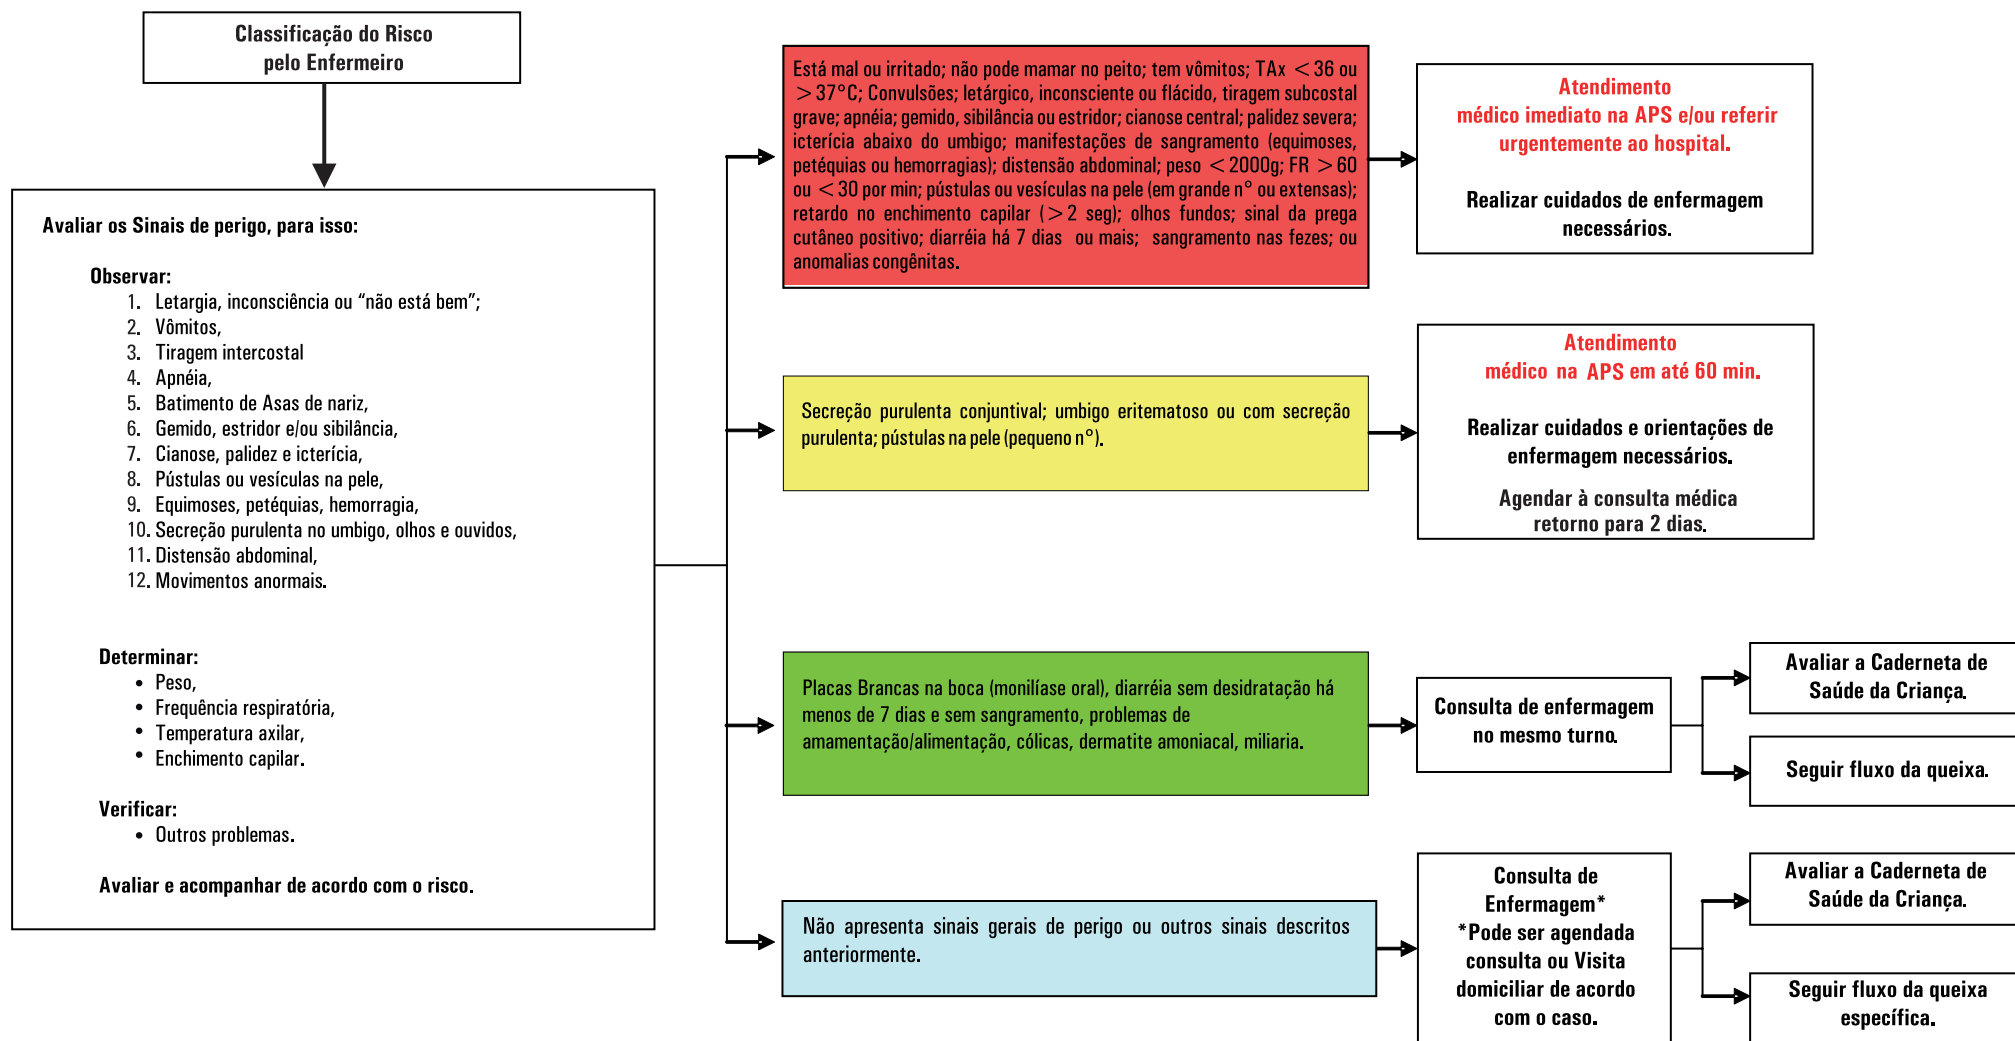 Classificação do Risco
pelo Enfermeiro
Avaliar os Sinais de perigo, para isso:
Observar:
1. Letargia, inconsciência ou “não está bem”;
2. Vômitos,
3. Tiragem intercostal
4. Apnéia,
5. Batimento de Asas de nariz,
6. Gemido, estridor e/ou sibilância,
7. Cianose, palidez e icterícia,
8. Pústulas ou vesículas na pele,
9. Equimoses, petéquias, hemorragia,
10. Secreção purulenta no umbigo, olhos e ouvidos,
11. Distensão abdominal,
12. Movimentos anormais.
Determinar:
• Peso,
• Frequência respiratória,
• Temperatura axilar,
• Enchimento capilar.
Verificar:
• Outros problemas.
Avaliar e acompanhar de acordo com o risco.
Está mal ou irritado; não pode mamar no peito; tem vômitos; TAx < 36 ou
> 37°C; Convulsões; letárgico, inconsciente ou flácido, tiragem subcostal
grave; apnéia; gemido, sibilância ou estridor; cianose central; palidez severa;
icterícia abaixo do umbigo; manifestações de sangramento (equimoses,
petéquias ou hemorragias); distensão abdominal; peso < 2000g; FR > 60
ou < 30 por min; pústulas ou vesículas na pele (em grande n° ou extensas);
retardo no enchimento capilar (> 2 seg); olhos fundos; sinal da prega
cutâneo positivo; diarréia há 7 dias ou mais; sangramento nas fezes; ou
anomalias congênitas.
Atendimento
médico imediato na APS e/ou referir
urgentemente ao hospital.
Realizar cuidados de enfermagem
necessários.
Secreção purulenta conjuntival; umbigo eritematoso ou com secreção
purulenta; pústulas na pele (pequeno n°).
Atendimento
médico na APS em até 60 min.
Realizar cuidados e orientações de
enfermagem necessários.
Agendar à consulta médica
retorno para 2 dias.
Placas Brancas na boca (monilíase oral), diarréia sem desidratação há
menos de 7 dias e sem sangramento, problemas de
amamentação/alimentação, cólicas, dermatite amoniacal, miliaria.
Consulta de enfermagem
no mesmo turno.
Avaliar a Caderneta de
Saúde da Criança.
Seguir fluxo da queixa.
Não apresenta sinais gerais de perigo ou outros sinais descritos
anteriormente.
Consulta de
Enfermagem*
*Pode ser agendada
consulta ou Visita
domiciliar de acordo
com o caso.
Avaliar a Caderneta de
Saúde da Criança.
Seguir fluxo da queixa
específica.